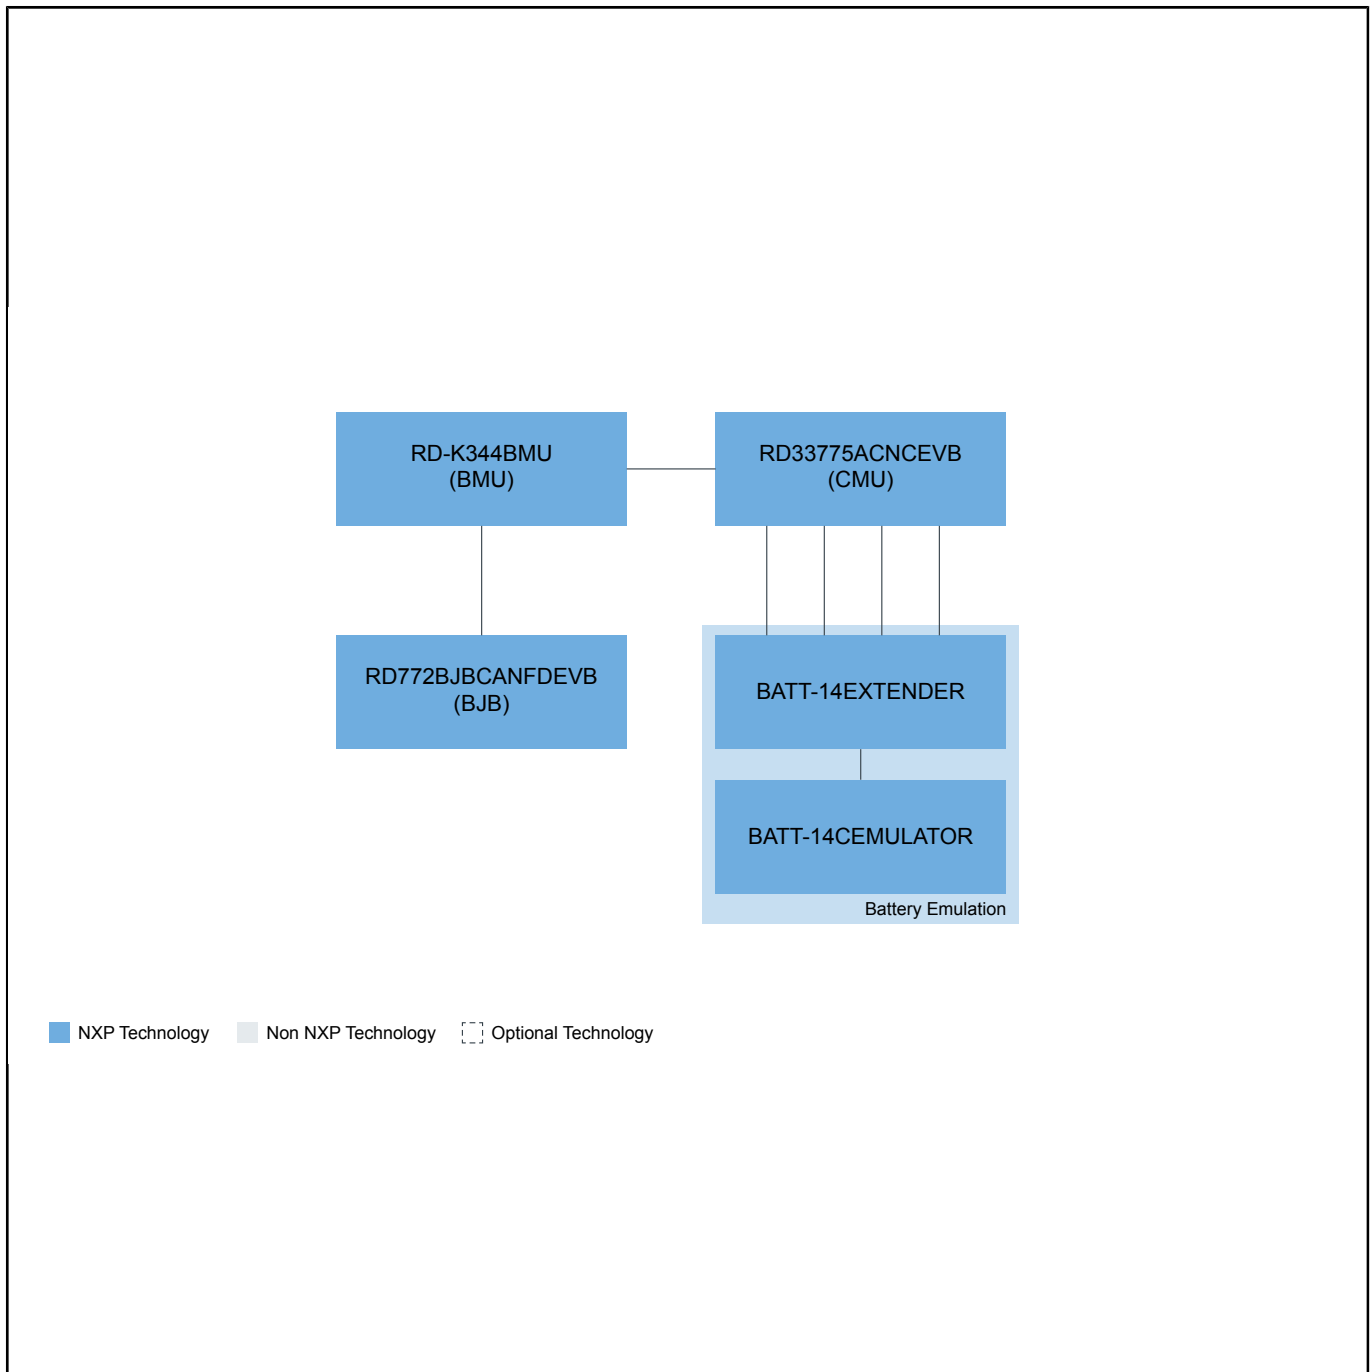 RD-K344BMU
(BMU)
RD33775ACNCEVB
(CMU)
RD772BJBCANFDEVB
(BJB)
BATT-14EXTENDER
BATT-14CEMULATOR
Battery Emulation
NXP Technology
Non NXP Technology
Optional Technology